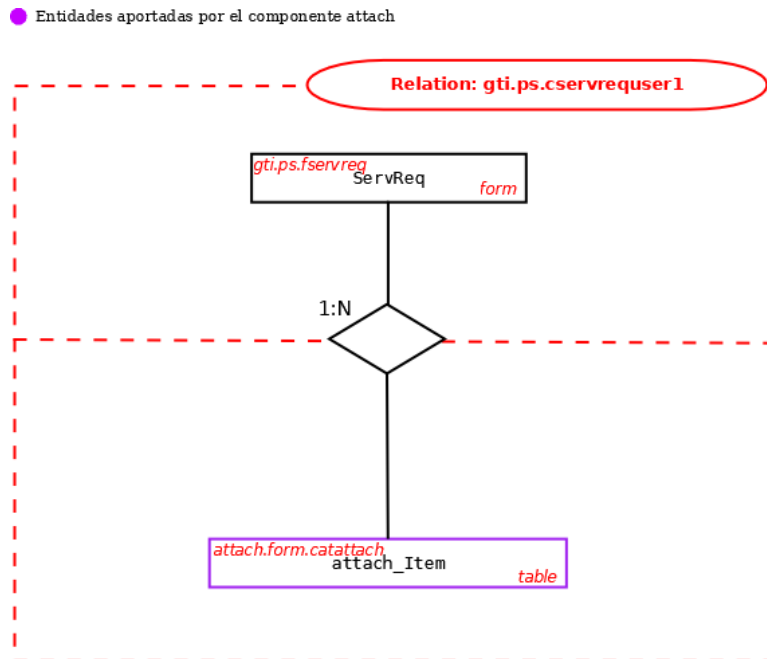 Entidades aportadas por el componente attach
Relation: gti.ps.cservrequser1
gti.ps.fservreq
ServReq
form
1:N
attach.form.catattach
attach_Item
table